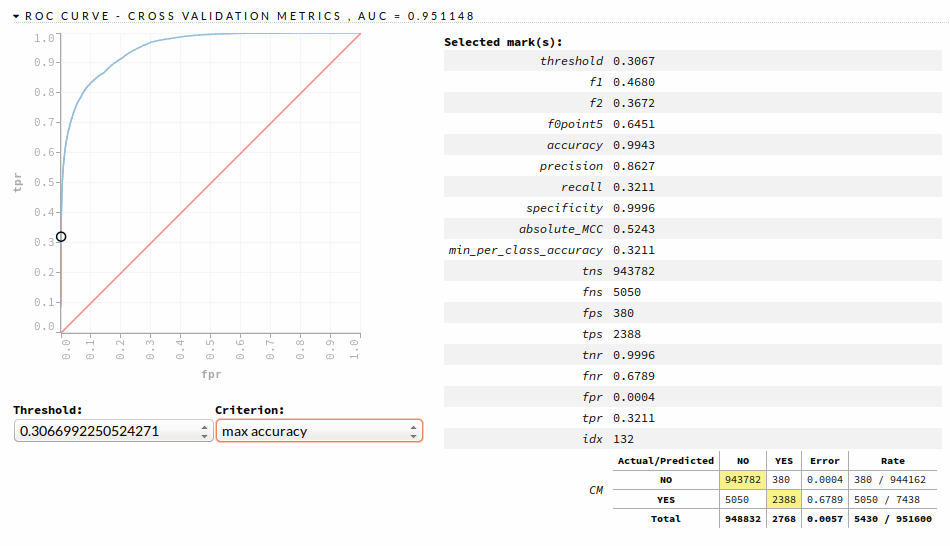 ROC CURVE - CROSS VALIDATION METRICS , AUC = 0.951148
1.0
0.9
0.8
0.7
0.6
0.5
0.4
0.3
0.2
0.1
0.0
tpr
0.0 0.1 0.2 0.3 0.4 0.5 0.6 0.7 0.8 0.9 1.0
fpr
Threshold: Criterion:
0.3066992250524271 max accuracy
Selected mark(s):
threshold 0.3067
f1 0.4680
f2 0.3672
f0point5 0.6451
accuracy 0.9943
precision 0.8627
recall 0.3211
specificity 0.9996
absolute_MCC 0.5243
min_per_class_accuracy 0.3211
tns 943782
fns 5050
fps 380
tps 2388
tnr 0.9996
fnr 0.6789
fpr 0.0004
tpr 0.3211
idx 132
CM
Actual/Predicted NO YES Error Rate
NO 943782 380 0.0004 380 / 944162
YES 5050 2388 0.6789 5050 / 7438
Total 948832 2768 0.0057 5430 / 951600